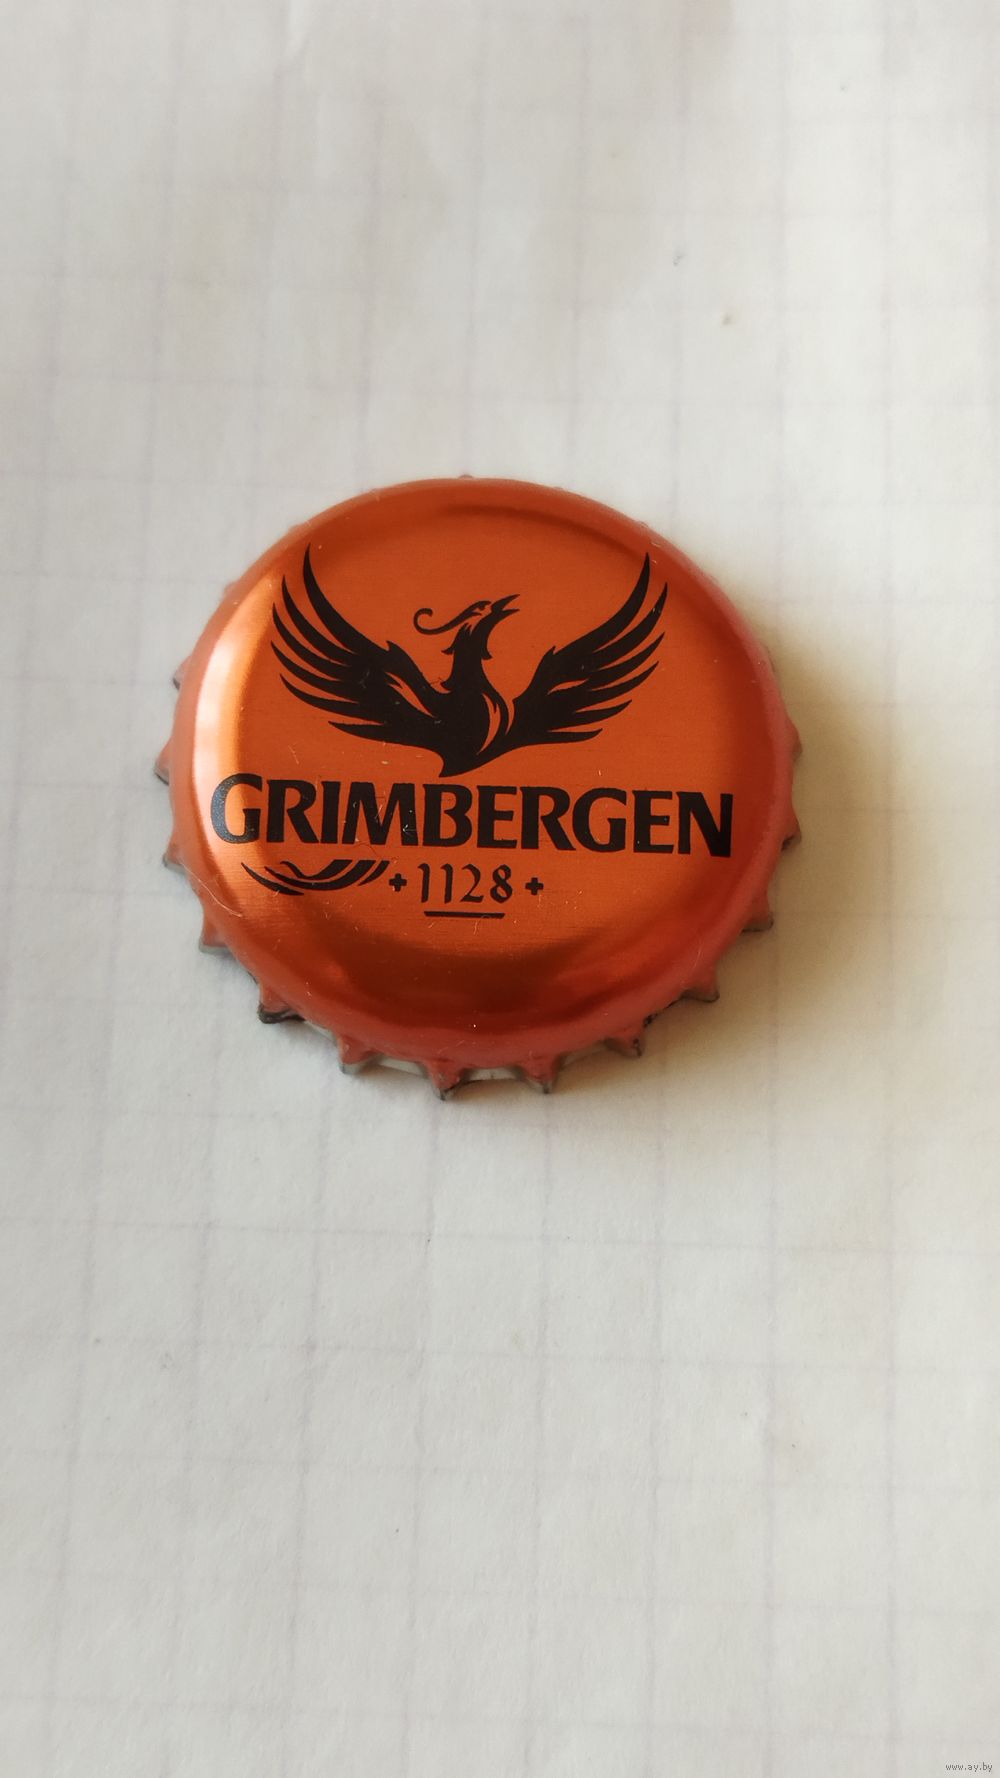 GRIMBERGEN
+ 1128 +
www.ay.by